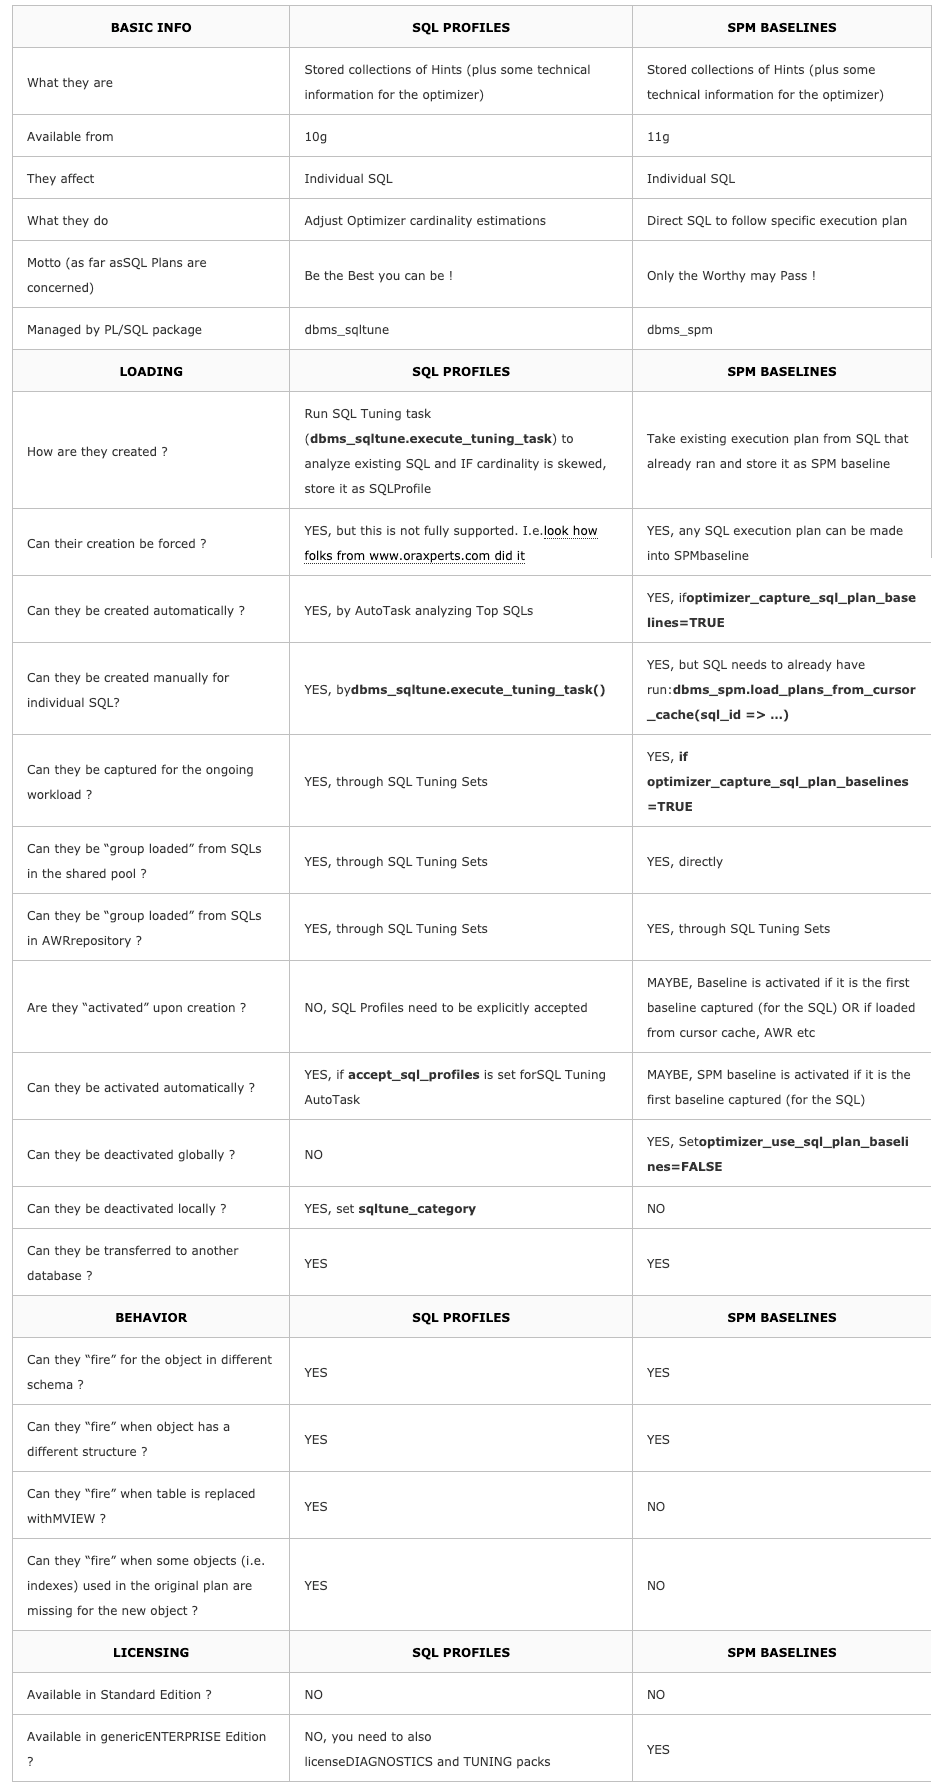 BASIC INFO
SQL PROFILES
SPM BASELINES
What they are
Stored collections of Hints (plus some technical
information for the optimizer)
Stored collections of Hints (plus some
technical information for the optimizer)
Available from
10g
11g
They affect
Individual SQL
Individual SQL
What they do
Adjust Optimizer cardinality estimations
Direct SQL to follow specific execution plan
Motto (as far asSQL Plans are
concerned)
Be the Best you can be !
Only the Worthy may Pass !
Managed by PL/SQL package
dbms_sqltune
dbms_spm
LOADING
SQL PROFILES
SPM BASELINES
How are they created ?
Run SQL Tuning task
(dbms_sqltune.execute_tuning_task) to
analyze existing SQL and IF cardinality is skewed,
store it as SQLProfile
Take existing execution plan from SQL that
already ran and store it as SPM baseline
Can their creation be forced ?
YES, but this is not fully supported. I.e.look how
folks from www.oraxperts.com did it
YES, any SQL execution plan can be made
into SPMbaseline
Can they be created automatically ?
YES, by AutoTask analyzing Top SQLs
YES, ifoptimizer_capture_sql_plan_base
lines=TRUE
Can they be created manually for
individual SQL?
YES, bydbms_sqltune.execute_tuning_task()
YES, but SQL needs to already have
run:dbms_spm.load_plans_from_cursor
_cache(sql_id => …)
Can they be captured for the ongoing
workload ?
YES, through SQL Tuning Sets
YES, if
optimizer_capture_sql_plan_baselines
=TRUE
Can they be “group loaded” from SQLs
in the shared pool ?
YES, through SQL Tuning Sets
YES, directly
Can they be “group loaded” from SQLs
in AWRrepository ?
YES, through SQL Tuning Sets
YES, through SQL Tuning Sets
Are they “activated” upon creation ?
NO, SQL Profiles need to be explicitly accepted
MAYBE, Baseline is activated if it is the first
baseline captured (for the SQL) OR if loaded
from cursor cache, AWR etc
Can they be activated automatically ?
YES, if accept_sql_profiles is set forSQL Tuning
AutoTask
MAYBE, SPM baseline is activated if it is the
first baseline captured (for the SQL)
Can they be deactivated globally ?
NO
YES, Setoptimizer_use_sql_plan_baseli
nes=FALSE
Can they be deactivated locally ?
YES, set sqltune_category
NO
Can they be transferred to another
database ?
YES
YES
BEHAVIOR
SQL PROFILES
SPM BASELINES
Can they “fire” for the object in different
schema ?
YES
YES
Can they “fire” when object has a
different structure ?
YES
YES
Can they “fire” when table is replaced
withMVIEW ?
YES
NO
Can they “fire” when some objects (i.e.
indexes) used in the original plan are
missing for the new object ?
YES
NO
LICENSING
SQL PROFILES
SPM BASELINES
Available in Standard Edition ?
NO
NO
Available in genericENTERPRISE Edition
?
NO, you need to also
licenseDIAGNOSTICS and TUNING packs
YES